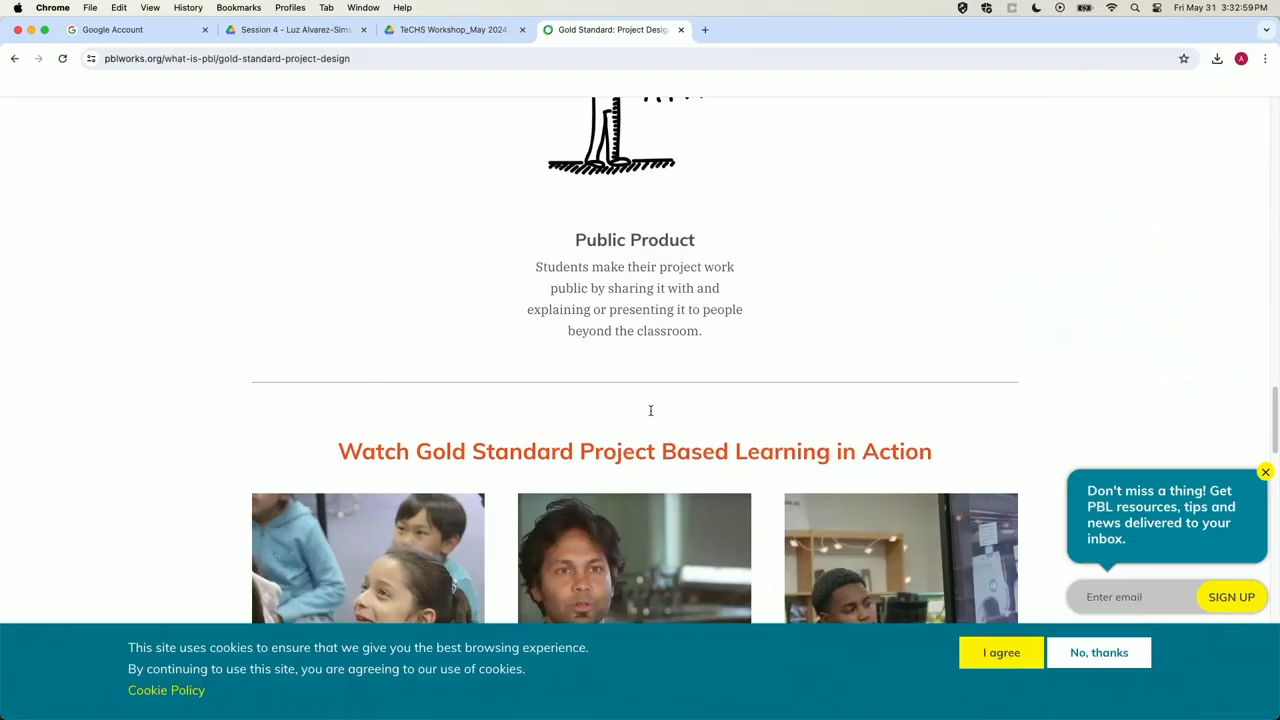 Chrome File Edit View History Bookmarks Profiles Tab Window Help Fri May 31 3:32:59 PM
Google Account Session 4 - Luz Alvarez-Sims TeCHS Workshop_May 2024 Gold Standard: Project Desig
pblworks.org/what-is-pbl/gold-standard-project-design A
Public Product
Students make their project work
public by sharing it with and
explaining or presenting it to people
beyond the classroom.
Watch Gold Standard Project Based Learning in Action
Don't miss a thing! Get
PBL resources, tips and
news delivered to your
inbox.
Enter email SIGN UP
This site uses cookies to ensure that we give you the best browsing experience.
By continuing to use this site, you are agreeing to our use of cookies.
Cookie Policy
I agree No, thanks